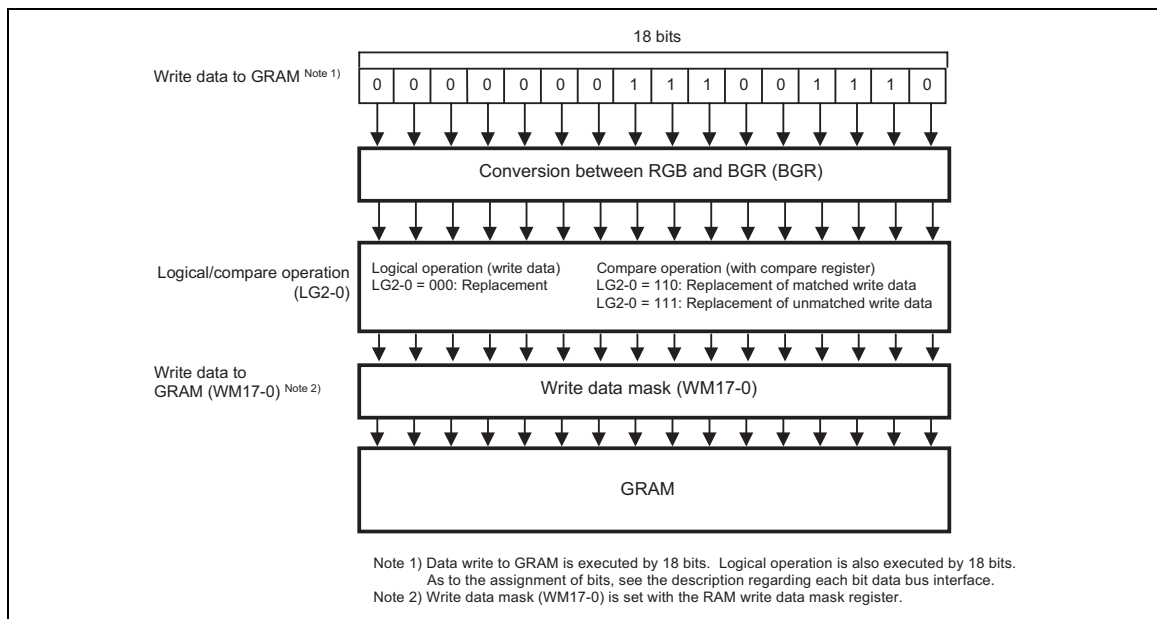 18 bits
Write data to GRAM Note 1)
0 0 0 0 0 0 0 1 1 1 0 0 1 1 1 0
Conversion between RGB and BGR (BGR)
Logical/compare operation
(LG2-0)
Logical operation (write data)
LG2-0 = 000: Replacement
Compare operation (with compare register)
LG2-0 = 110: Replacement of matched write data
LG2-0 = 111: Replacement of unmatched write data
Write data to
GRAM (WM17-0) Note 2)
Write data mask (WM17-0)
GRAM
Note 1) Data write to GRAM is executed by 18 bits. Logical operation is also executed by 18 bits.
As to the assignment of bits, see the description regarding each bit data bus interface.
Note 2) Write data mask (WM17-0) is set with the RAM write data mask register.